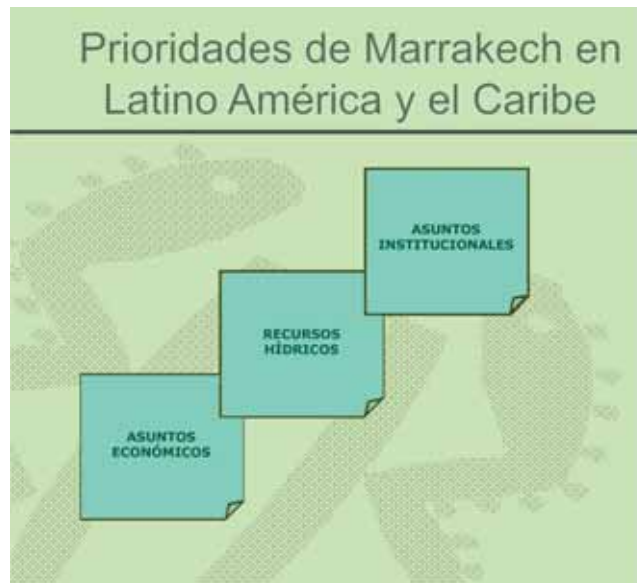 Prioridades de Marrakech en
Latino América y el Caribe
ASUNTOS
INSTITUCIONALES
RECURSOS
HÍDRICOS
ASUNTOS
ECONÓMICOS